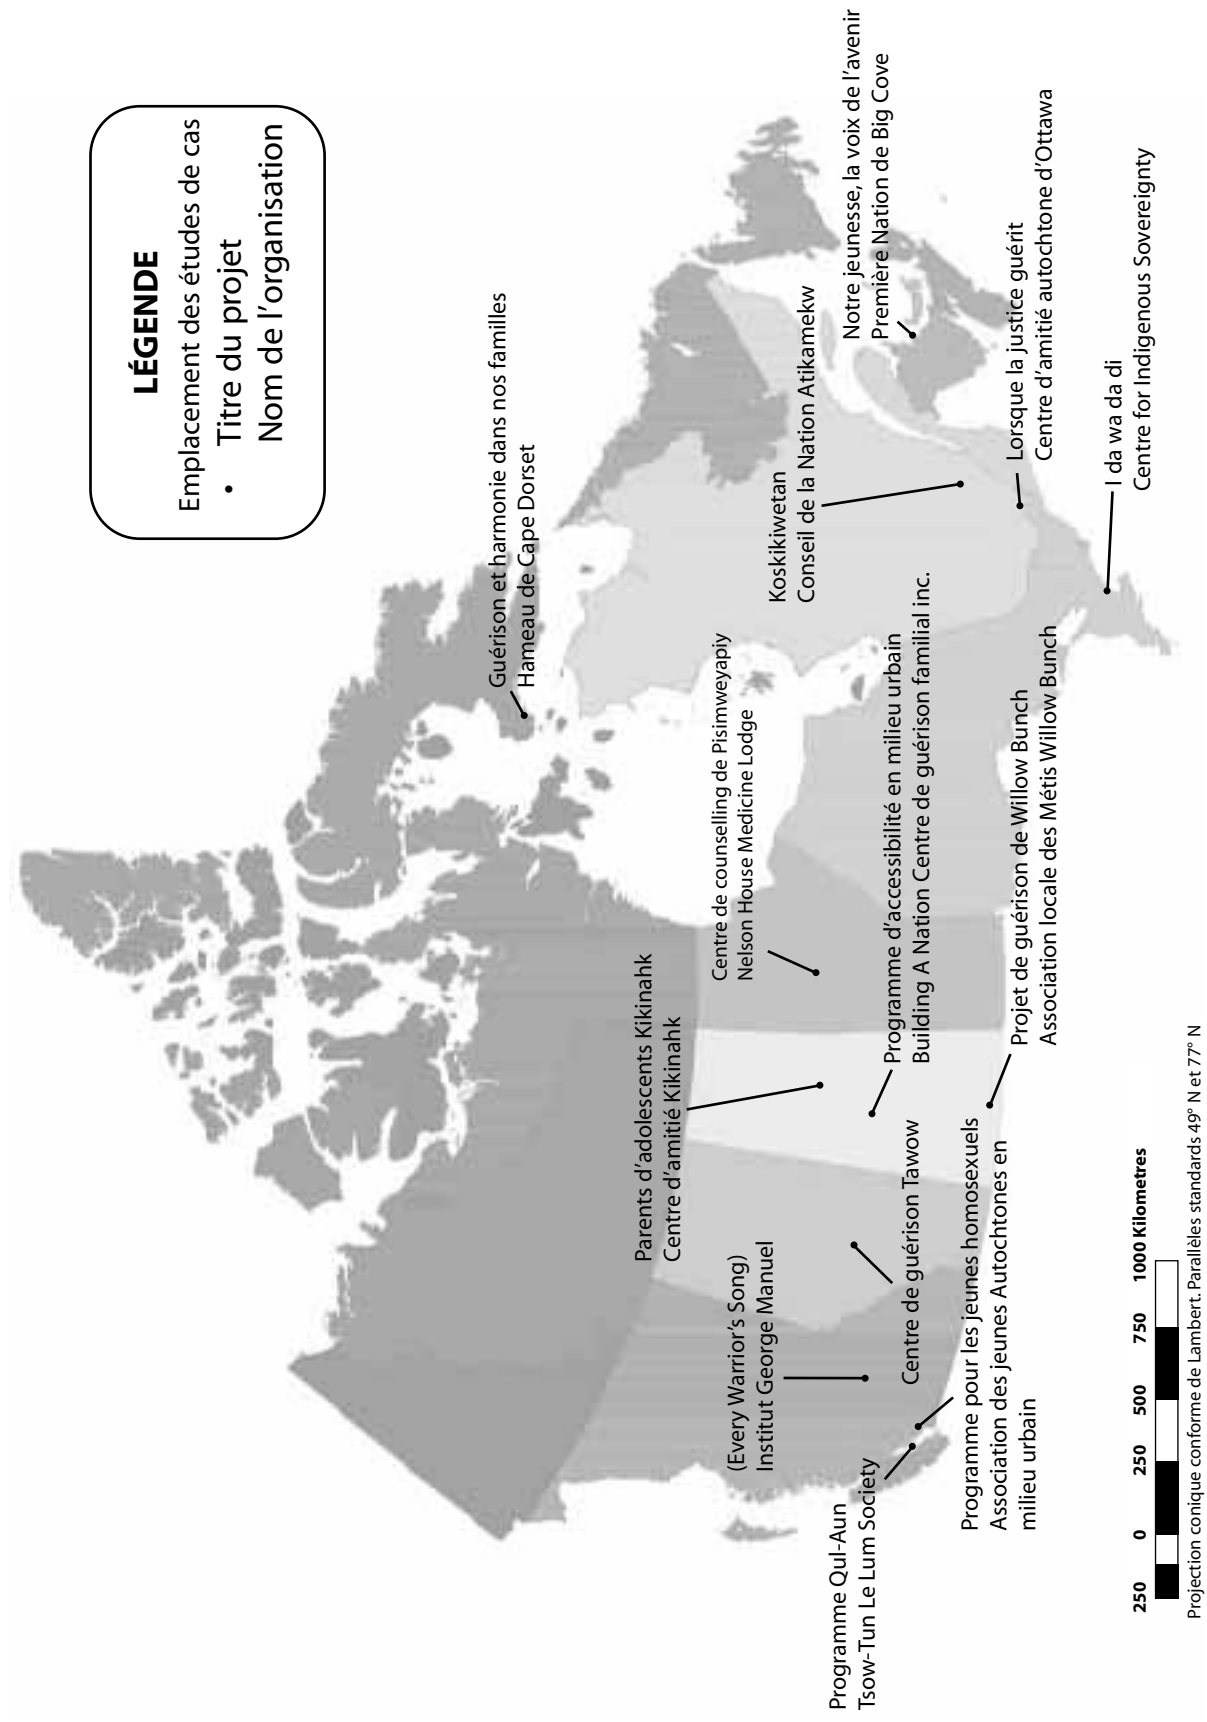 LÉGENDE
Emplacement des études de cas
• Titre du projet
Nom de l'organisation
Guérison et harmonie dans nos familles
Hameau de Cape Dorset
Notre jeunesse, la voix de l'avenir
Première Nation de Big Cove
Koskikiwetan
Conseil de la Nation Atikamekw
Lorsque la justice guérit
Centre d'amitié autochtone d'Ottawa
I da wa da di
Centre for Indigenous Sovereignty
Centre de counselling de Pisimweyapiy
Nelson House Medicine Lodge
Parents d'adolescents Kikinahk
Centre d'amitié Kikinahk
Programme d'accessibilité en milieu urbain
Building A Nation Centre de guérison familial inc.
Projet de guérison de Willow Bunch
Association locale des Métis Willow Bunch
(Every Warrior's Song)
Institut George Manuel
Centre de guérison Tawow
Programme pour les jeunes homosexuels
Association des jeunes Autochtones en
milieu urbain
Programme Qul-Aun
Tsow-Tun Le Lum Society
250 0 250 500 750 1000 Kilometres
Projection conique conforme de Lambert. Parallèles standards 49° N et 77° N